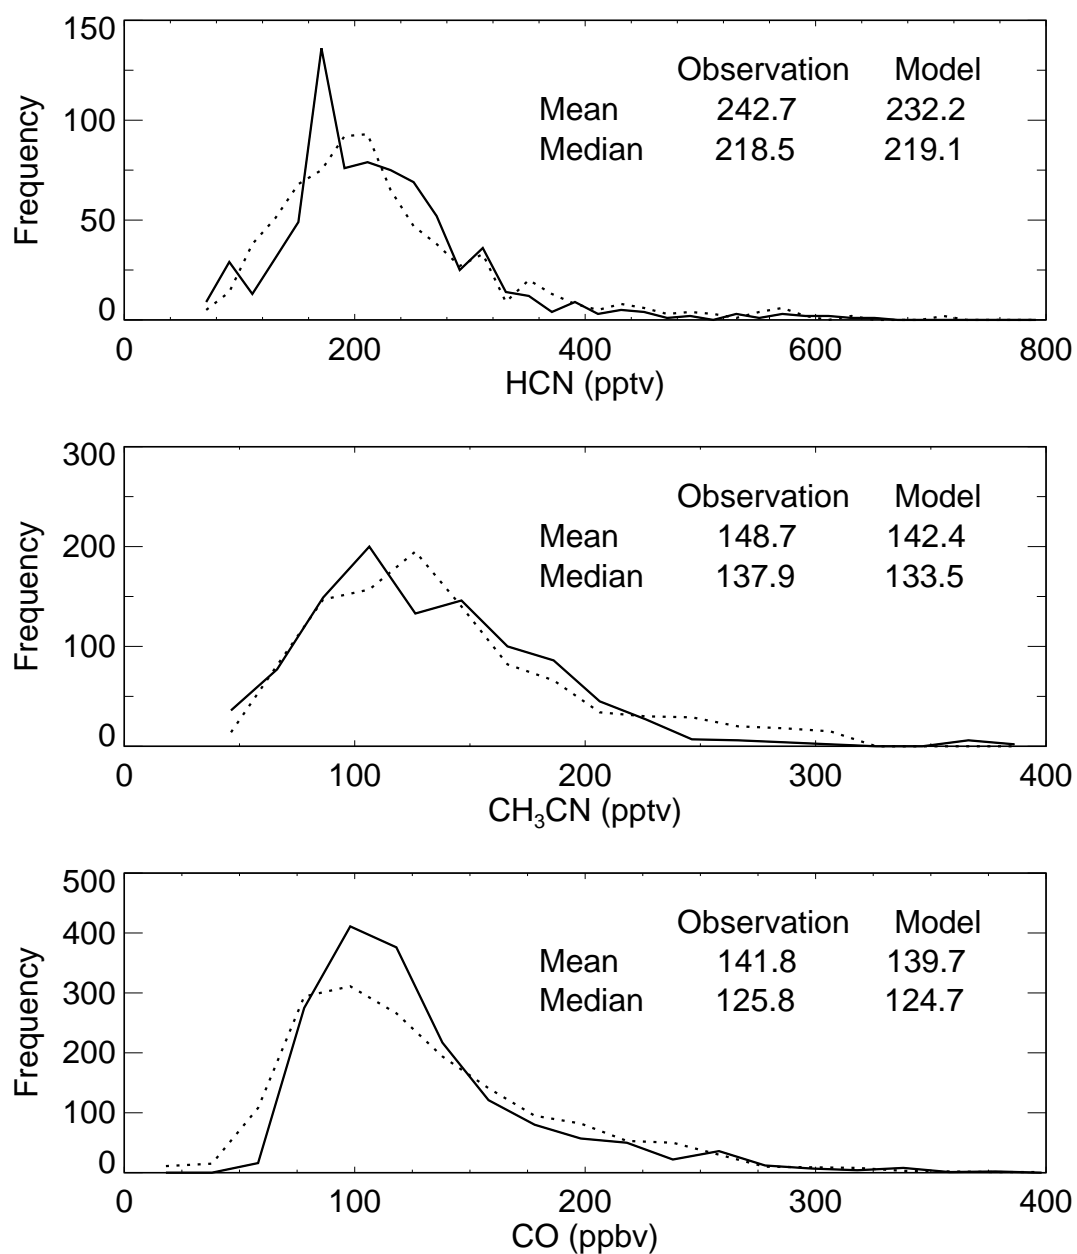 150
Observation Model
Mean 242.7 232.2
100
Median 218.5 219.1
Frequency
50
0
0 200 400 600 800
HCN (pptv)
300
Observation Model
Mean 148.7 142.4
200
Median 137.9 133.5
Frequency
100
0
0 100 200 300 400
CH₃CN (pptv)
500
Observation Model
400
Mean 141.8 139.7
300
Median 125.8 124.7
Frequency
200
100
0
0 100 200 300 400
CO (ppbv)